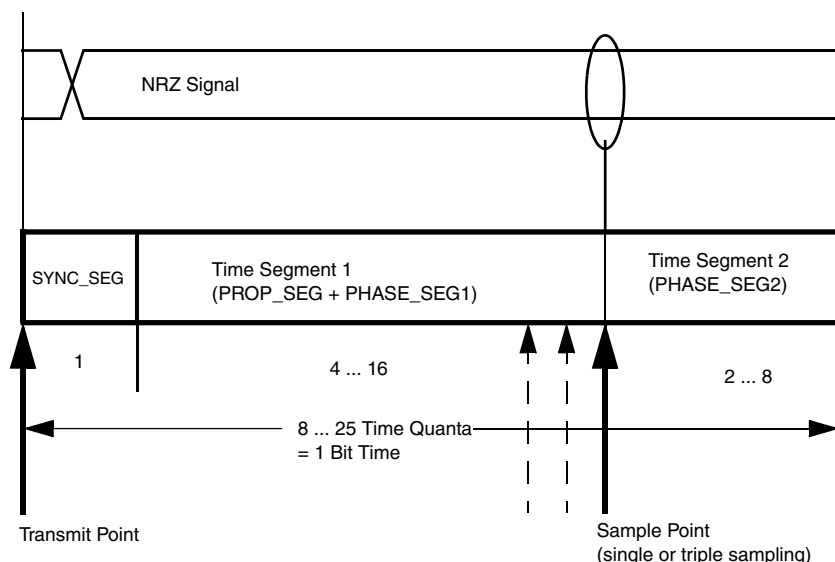 NRZ Signal
SYNC_SEG
Time Segment 1
(PROP_SEG + PHASE_SEG1)
Time Segment 2
(PHASE_SEG2)
1
4 ... 16
2 ... 8
8 ... 25 Time Quanta
= 1 Bit Time
Transmit Point
Sample Point
(single or triple sampling)